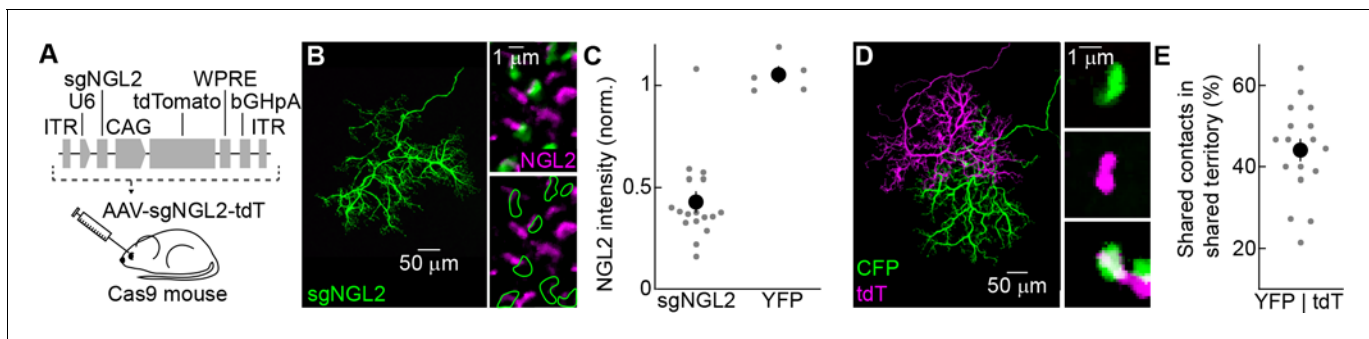 A
sgNGL2 WPRE
U6 tdTomato bGHpA
ITR CAG ITR
AAV-sgNGL2-tdT
Cas9 mouse
B
50 μm
sgNGL2
1 μm
NGL2
C
NGL2 intensity (norm.)
1
0.5
0
sgNGL2 YFP
D
CFP
tdT
50 μm
1 μm
E
Shared contacts in
shared territory (%)
60
40
20
YFP | tdT